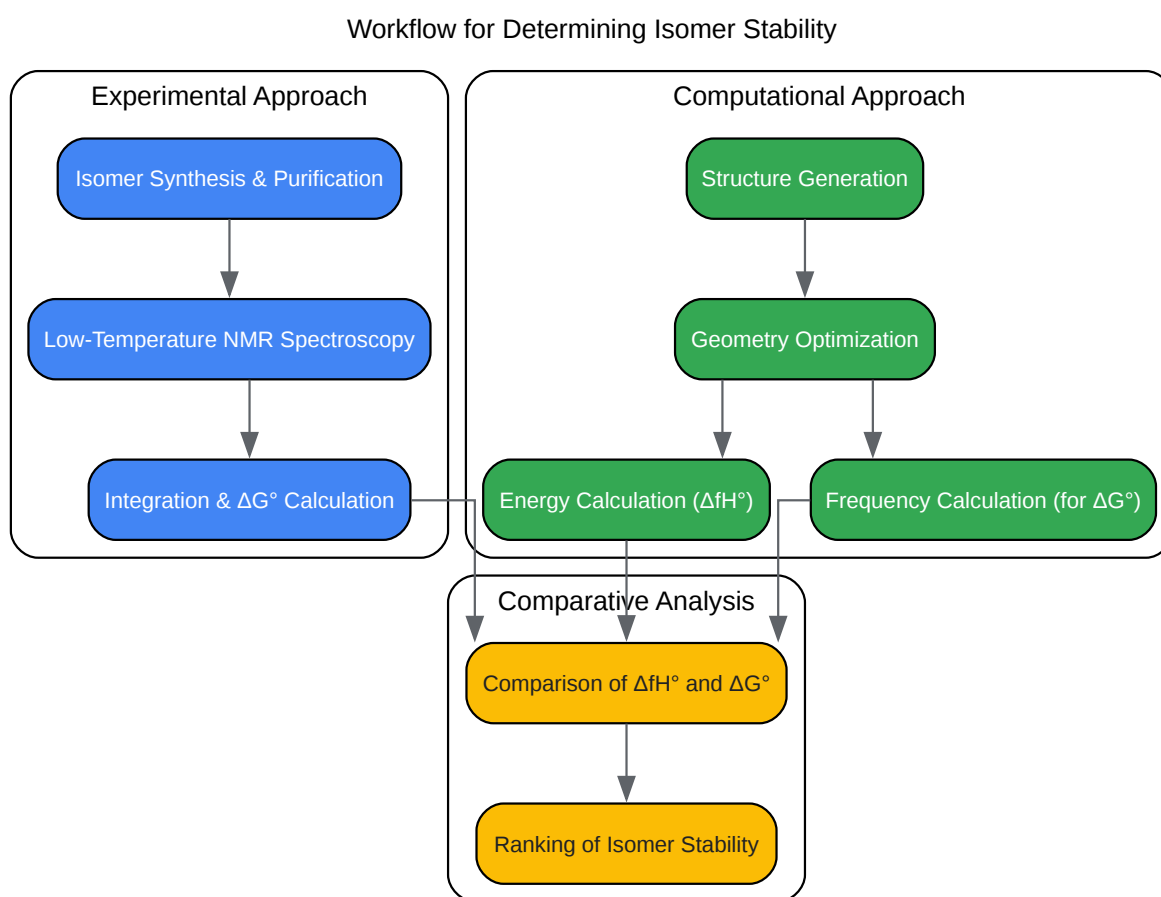 Workflow for Determining Isomer Stability
Experimental Approach
Isomer Synthesis & Purification
Low-Temperature NMR Spectroscopy
Integration & ΔG° Calculation
Computational Approach
Structure Generation
Geometry Optimization
Energy Calculation (ΔfH°)
Frequency Calculation (for ΔG°)
Comparative Analysis
Comparison of ΔfH° and ΔG°
Ranking of Isomer Stability